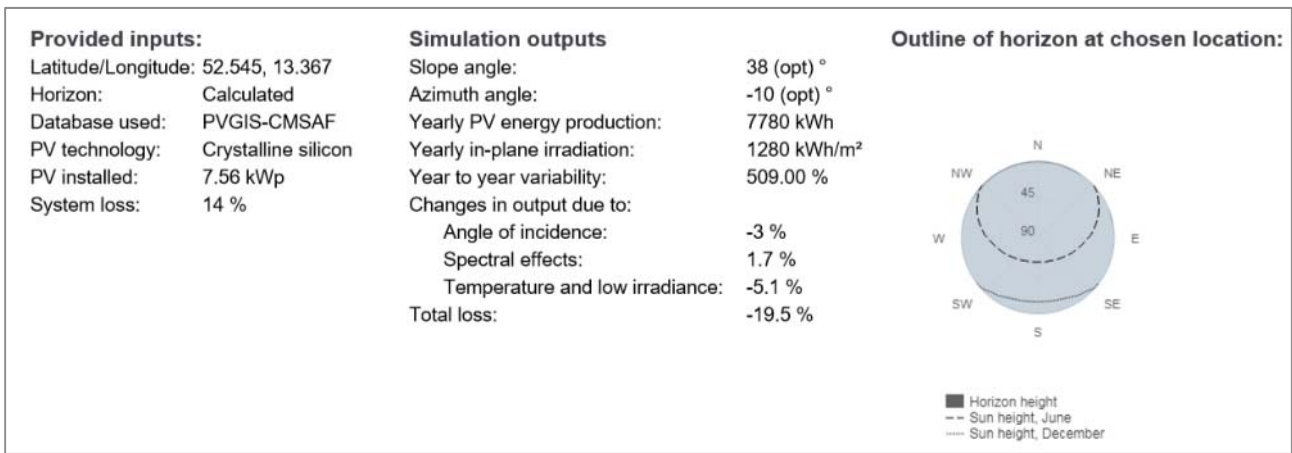 Provided inputs:
Latitude/Longitude: 52.545, 13.367
Horizon: Calculated
Database used: PVGIS-CMSAF
PV technology: Crystalline silicon
PV installed: 7.56 kWp
System loss: 14 %
Simulation outputs
Slope angle: 38 (opt) °
Azimuth angle: -10 (opt) °
Yearly PV energy production: 7780 kWh
Yearly in-plane irradiation: 1280 kWh/m²
Year to year variability: 509.00 %
Changes in output due to:
Angle of incidence: -3 %
Spectral effects: 1.7 %
Temperature and low irradiance: -5.1 %
Total loss: -19.5 %
Outline of horizon at chosen location:
N
NW NE
45
90
W E
SW SE
S
Horizon height
Sun height, June
Sun height, December